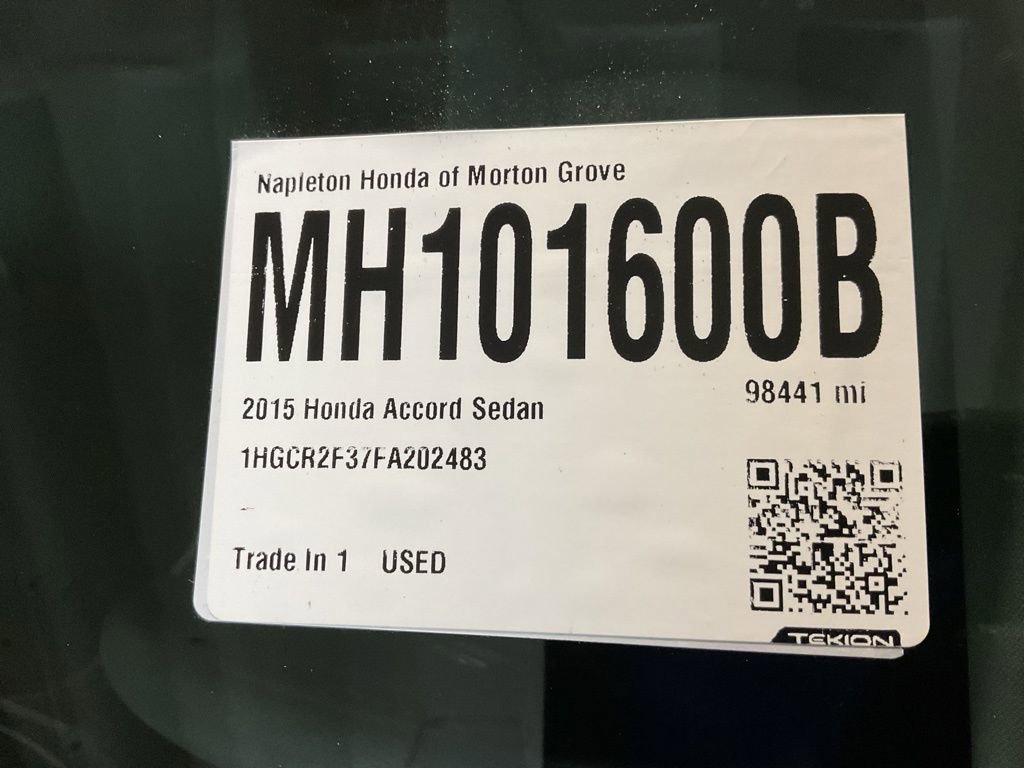 Napleton Honda of Morton Grove
MH101600B
98441 mi
2015 Honda Accord Sedan
1HGCR2F37FA202483
-
Trade In 1 USED
TEKION